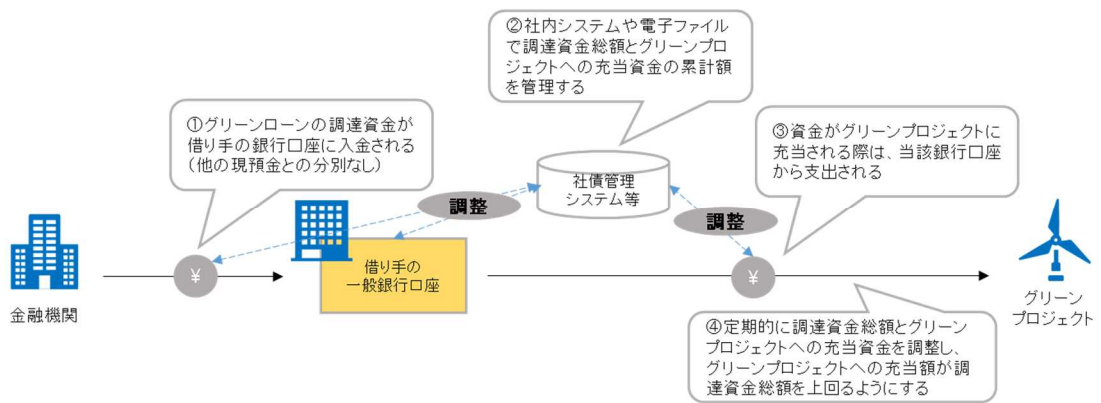 ②社内システムや電子ファイル
で調達資金総額とグリーンプロ
ジェクトへの充当資金の累計額
を管理する
①グリーンローンの調達資金が
借り手の銀行口座に入金される
(他の現預金との分別なし)
③資金がグリーンプロジェクトに
充当される際は、当該銀行口座
から支出される
社債管理
システム等
調整
調整
¥
借り手の
一般銀行口座
¥
金融機関
グリーン
プロジェクト
④定期的に調達資金総額とグリーン
プロジェクトへの充当資金を調整し、
グリーンプロジェクトへの充当額が調
達資金総額を上回るようにする